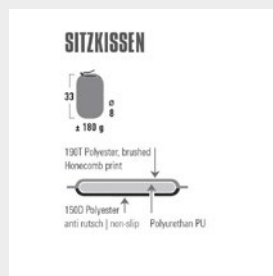 SITZKISSEN
33
ø
8
± 180 g
190T Polyester, brushed
Honecomb print
150D Polyester
anti rutsch | non-slip Polyurethan PU